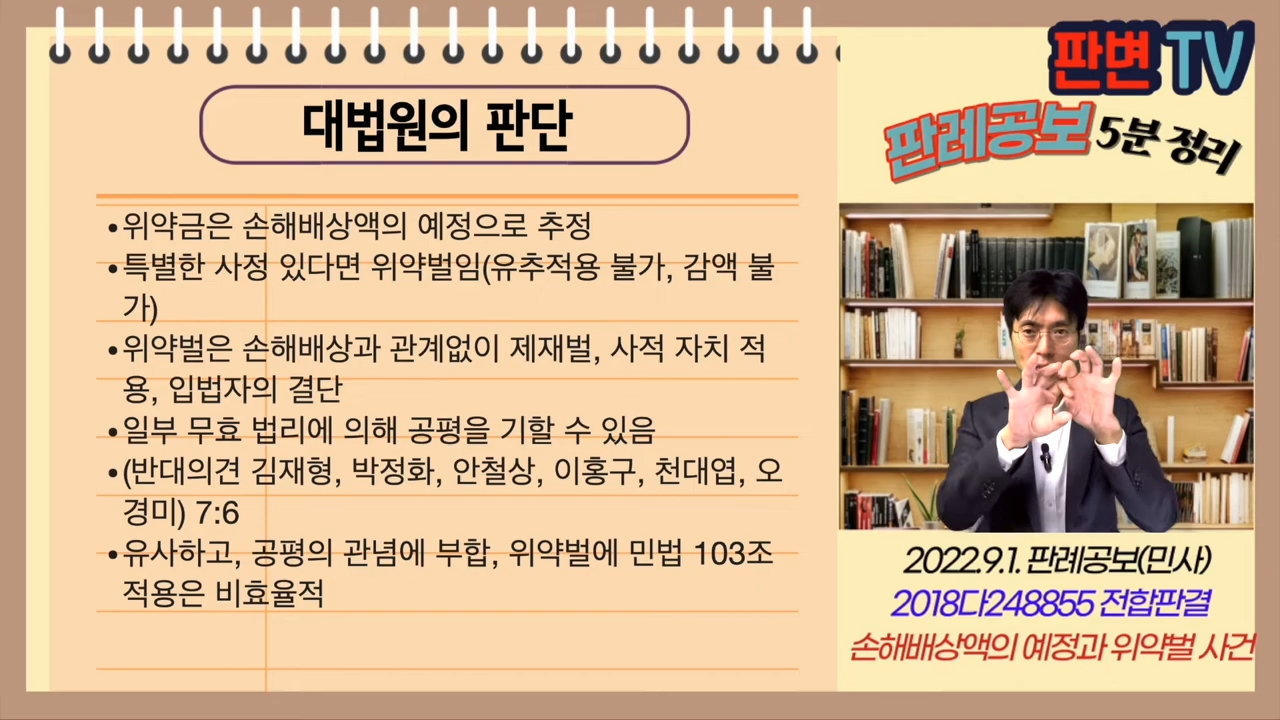 대법원의 판단
•위약금은 손해배상액의 예정으로 추정
•특별한 사정 있다면 위약벌임(유추적용 불가, 감액 불
가)
•위약벌은 손해배상과 관계없이 제재벌, 사적 자치 적
용, 입법자의 결단
•일부 무효 법리에 의해 공평을 기할 수 있음
•(반대의견 김재형, 박정화, 안철상, 이흥구, 천대엽, 오
경미) 7:6
•유사하고, 공평의 관념에 부합, 위약벌에 민법 103조
적용은 비효율적
판변 TV
판례공보 5분 정리
2022.9.1. 판례공보(민사)
2018다248855 전합판결
손해배상액의 예정과 위약벌 사건